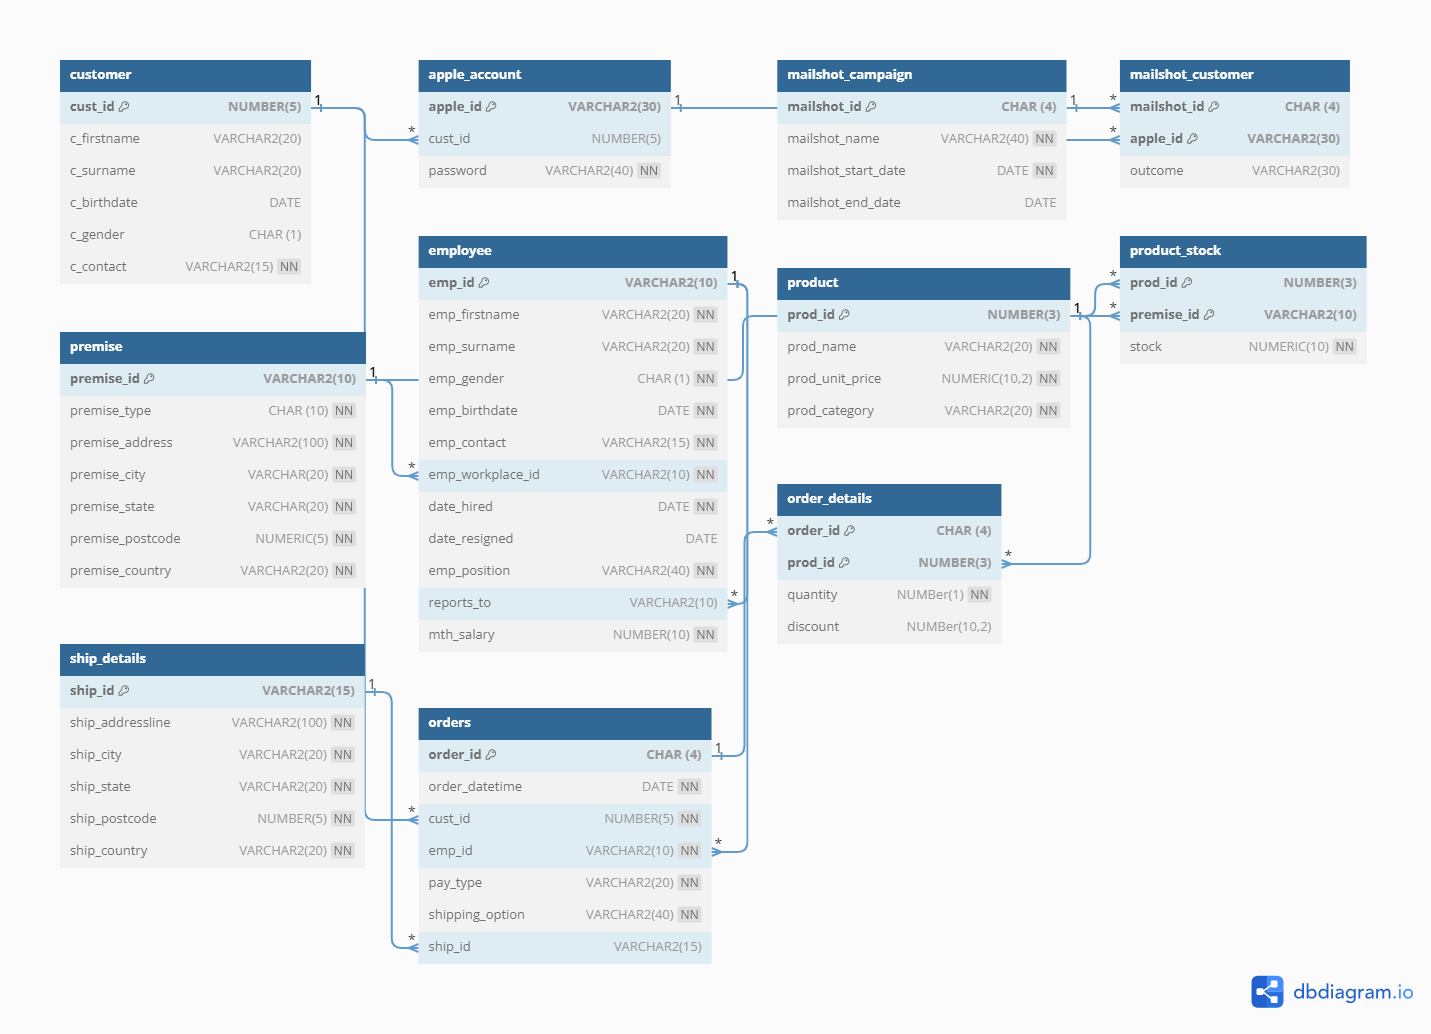 customer
cust_id NUMBER(5)
c_firstname VARCHAR2(20)
c_surname VARCHAR2(20)
c_birthdate DATE
c_gender CHAR (1)
c_contact VARCHAR2(15) NN
1
apple_account
apple_id VARCHAR2(30)
cust_id NUMBER(5)
password VARCHAR2(40) NN
*
1
mailshot_campaign
mailshot_id CHAR (4)
mailshot_name VARCHAR2(40) NN
mailshot_start_date DATE NN
mailshot_end_date DATE
1
mailshot_customer
mailshot_id CHAR (4)
apple_id VARCHAR2(30)
outcome VARCHAR2(30)
*
*
premise
premise_id VARCHAR2(10)
premise_type CHAR (10) NN
premise_address VARCHAR2(100) NN
premise_city VARCHAR(20) NN
premise_state VARCHAR(20) NN
premise_postcode NUMERIC(5) NN
premise_country VARCHAR2(20) NN
1
employee
emp_id VARCHAR2(10)
emp_firstname VARCHAR2(20) NN
emp_surname VARCHAR2(20) NN
emp_gender CHAR (1) NN
emp_birthdate DATE NN
emp_contact VARCHAR2(15) NN
emp_workplace_id VARCHAR2(10) NN
date_hired DATE NN
date_resigned DATE
emp_position VARCHAR2(40) NN
reports_to VARCHAR2(10)
mth_salary NUMBER(10) NN
1
*
*
product
prod_id NUMBER(3)
prod_name VARCHAR2(20) NN
prod_unit_price NUMERIC(10,2) NN
prod_category VARCHAR2(20) NN
1
product_stock
prod_id NUMBER(3)
premise_id VARCHAR2(10)
stock NUMERIC(10) NN
*
*
order_details
order_id CHAR (4)
prod_id NUMBER(3)
quantity NUMBer(1) NN
discount NUMBer(10,2)
*
*
ship_details
ship_id VARCHAR2(15)
ship_addressline VARCHAR2(100) NN
ship_city VARCHAR2(20) NN
ship_state VARCHAR2(20) NN
ship_postcode NUMBER(5) NN
ship_country VARCHAR2(20) NN
1
orders
order_id CHAR (4)
order_datetime DATE NN
cust_id NUMBER(5) NN
emp_id VARCHAR2(10) NN
pay_type VARCHAR2(20) NN
shipping_option VARCHAR2(40) NN
ship_id VARCHAR2(15)
1
*
*
*
dbdiagram.io